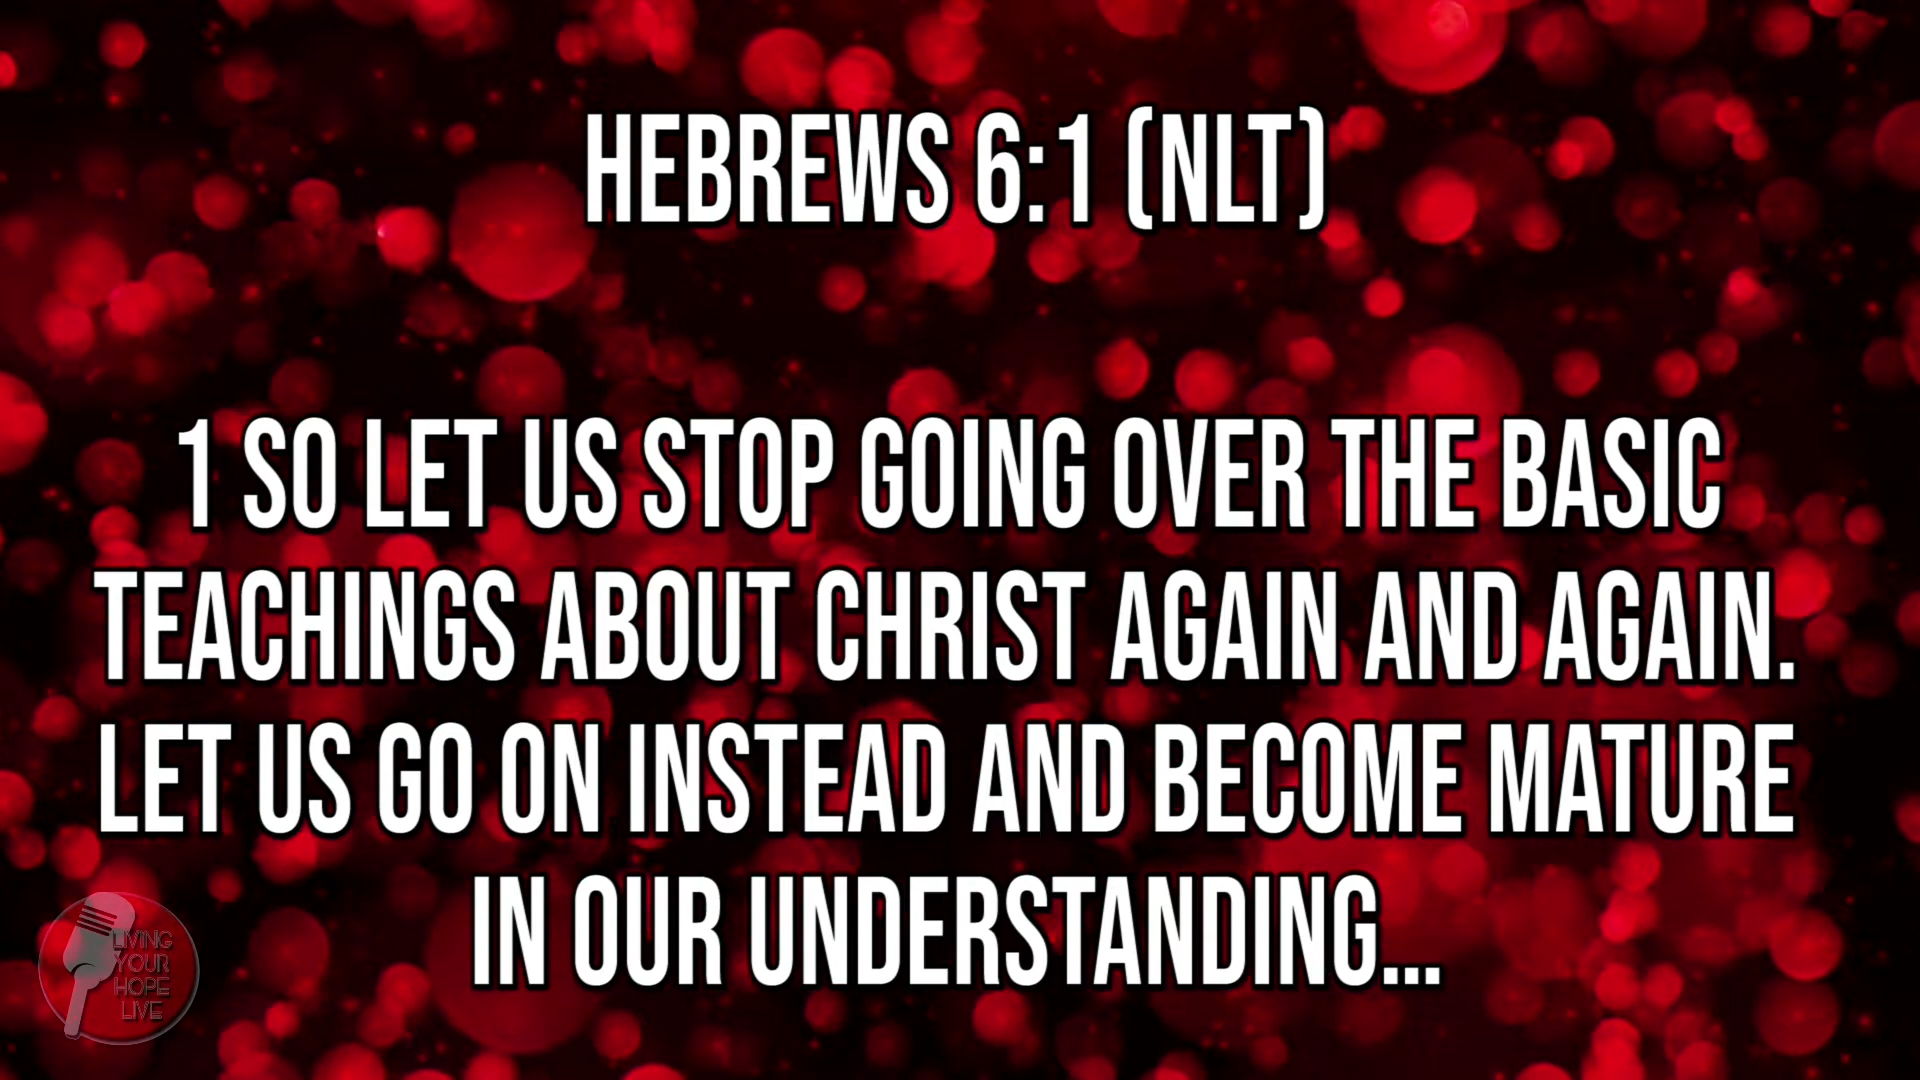 HEBREWS 6:1 (NLT)
1 SO LET US STOP GOING OVER THE BASIC
TEACHINGS ABOUT CHRIST AGAIN AND AGAIN.
LET US GO ON INSTEAD AND BECOME MATURE
IN OUR UNDERSTANDING...
LIVING
YOUR
HOPE
LIVE